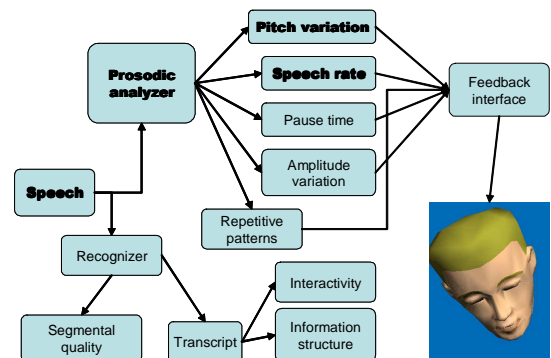 Pitch variation
Prosodic
analyzer
Speech rate
Feedback
interface
Pause time
Amplitude
variation
Speech
Repetitive
patterns
Recognizer
Interactivity
Segmental
quality
Transcript
Information
structure